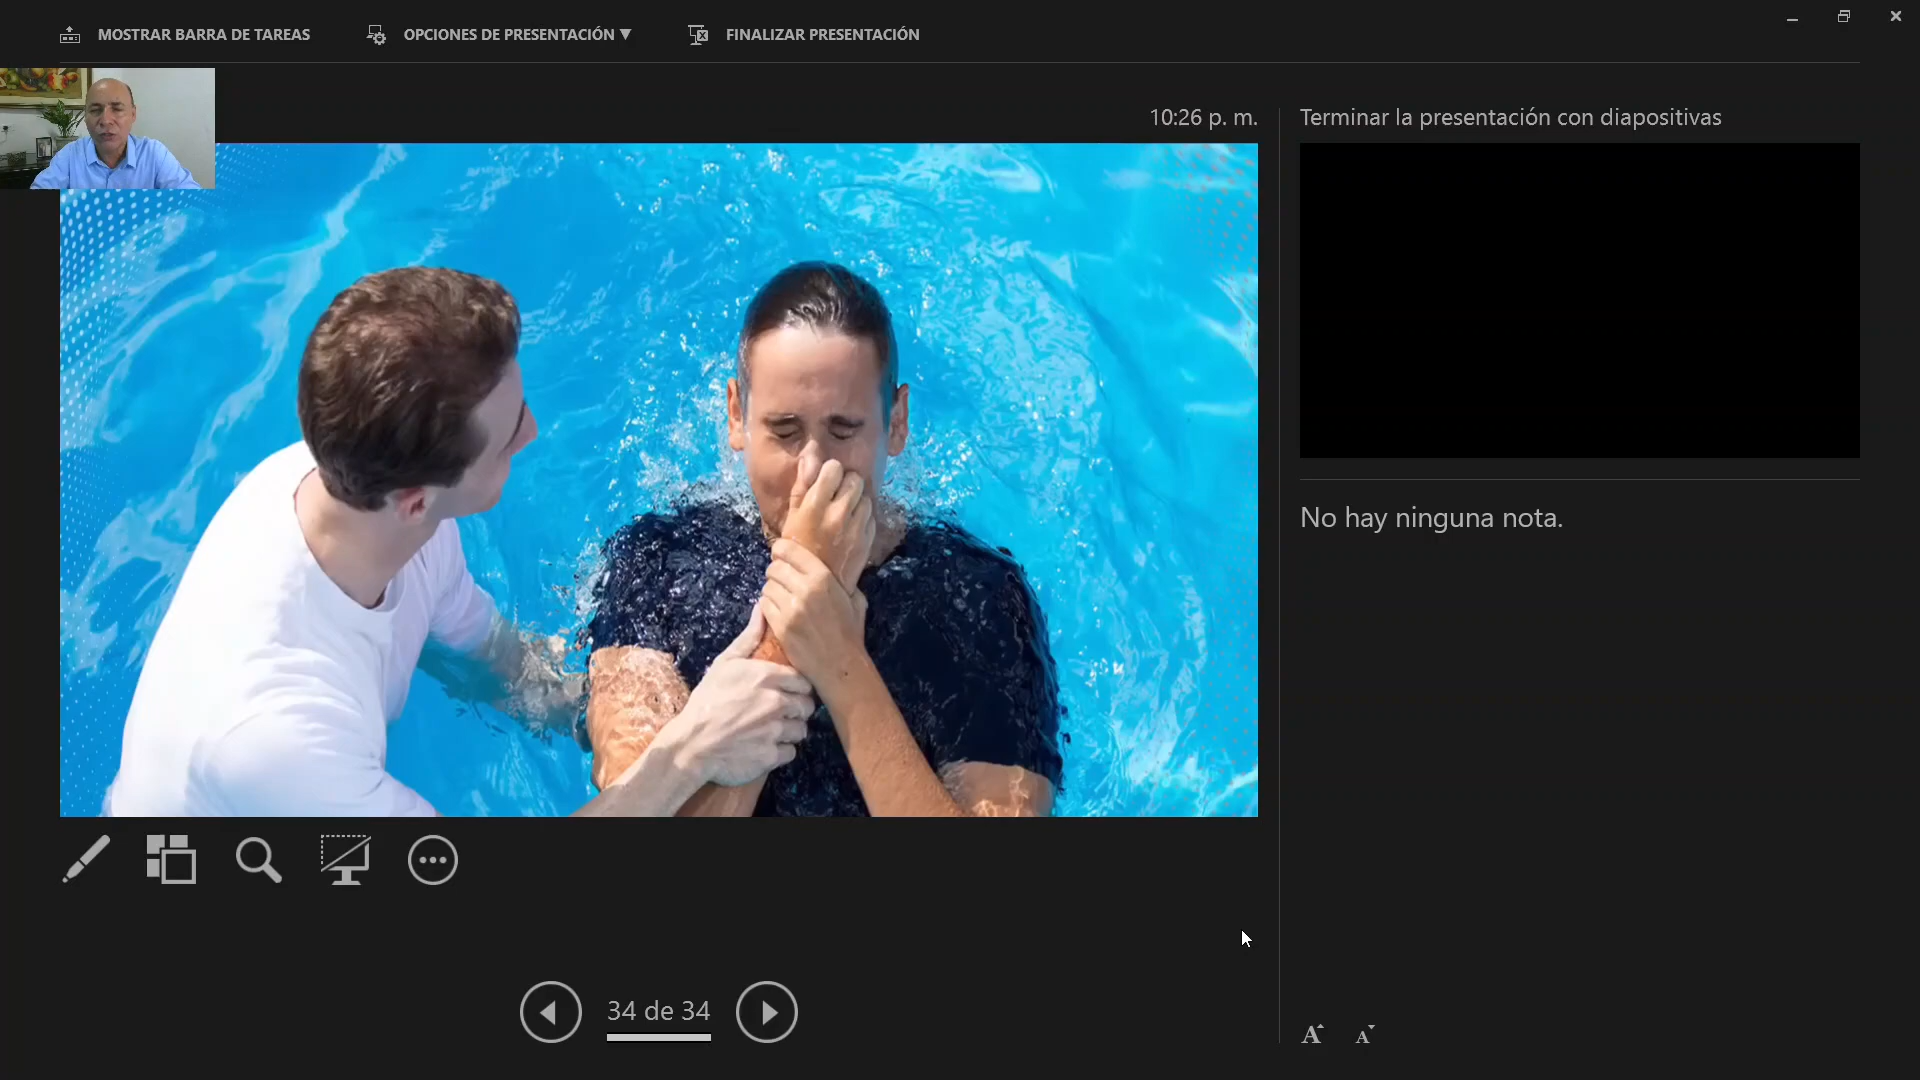 MOSTRAR BARRA DE TAREAS
OPCIONES DE PRESENTACIÓN ▼
FINALIZAR PRESENTACIÓN
10:26 p. m.
Terminar la presentación con diapositivas
No hay ninguna nota.
34 de 34
A A